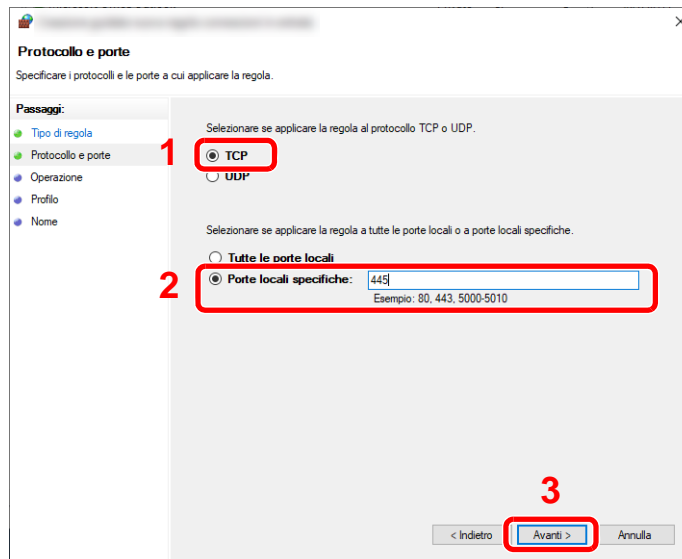 Protocollo e porte
Specificare i protocolli e le porte a cui applicare la regola.
Passaggi:
Tipo di regola
Protocollo e porte
Operazione
Profilo
Nome
Selezionare se applicare la regola al protocollo TCP o UDP.
1
TCP
UDP
Selezionare se applicare la regola a tutte le porte locali o a porte locali specifiche.
Tutte le porte locali
2
Porte locali specifiche:
445
Esempio: 80, 443, 5000-5010
3
< Indietro
Avanti >
Annulla